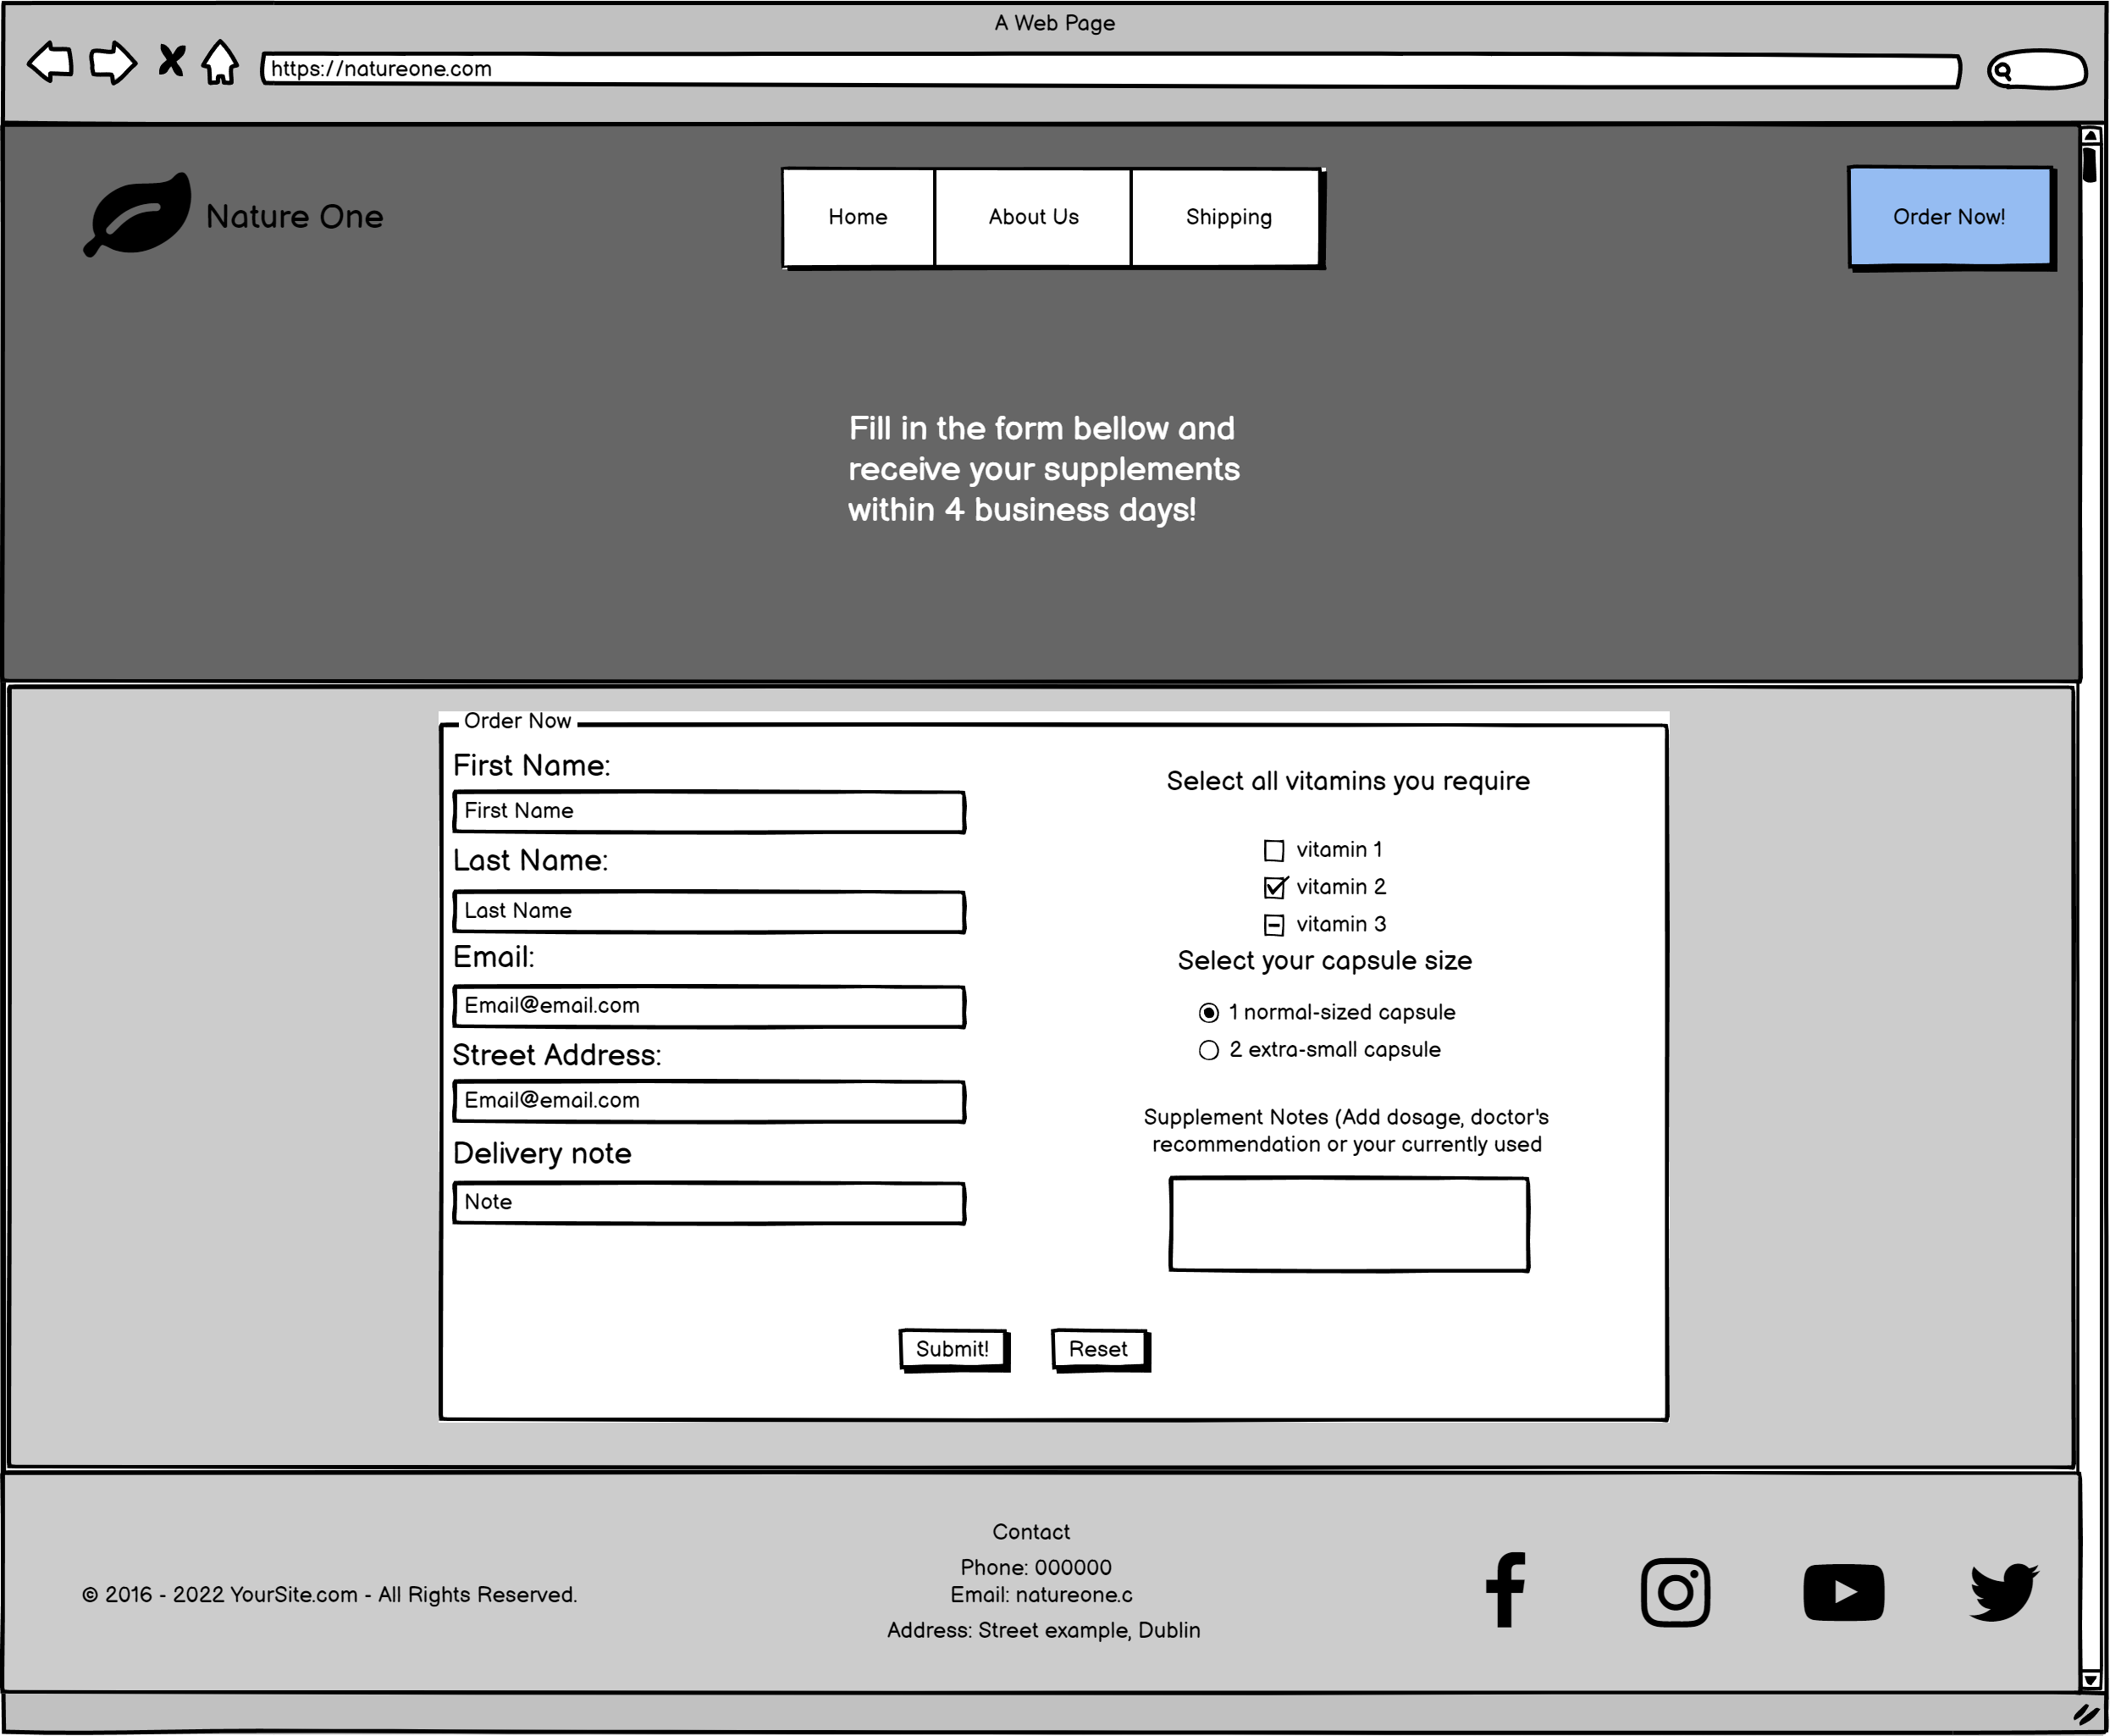 A Web Page
https://natureone.com
Nature One
Home
About Us
Shipping
Order Now!
Fill in the form bellow and
receive your supplements
within 4 business days!
Order Now
First Name:
First Name
Last Name:
Last Name
Email:
Email@email.com
Street Address:
Email@email.com
Delivery note
Note
Select all vitamins you require
vitamin 1
vitamin 2
vitamin 3
Select your capsule size
1 normal-sized capsule
2 extra-small capsule
Supplement Notes (Add dosage, doctor's
recommendation or your currently used
Submit!
Reset
© 2016 - 2022 YourSite.com - All Rights Reserved.
Contact
Phone: 000000
Email: natureone.c
Address: Street example, Dublin